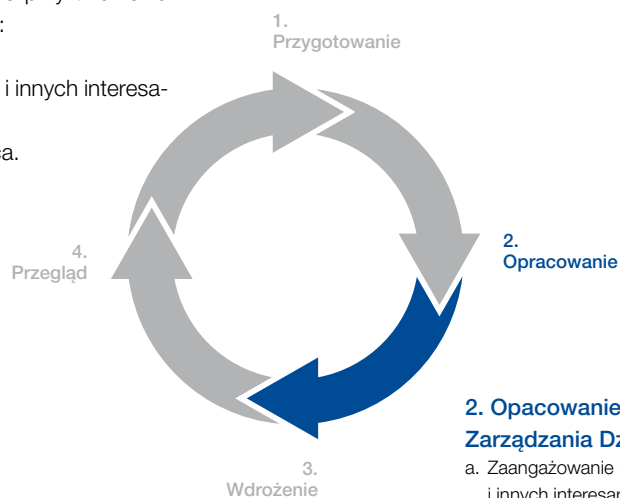 :
i innych interesa-
a.
1.
Przygotowanie
2.
Opracowanie
4.
Przegląd
3.
Wdrożenie
2. Opacowanie
Zarządzania
a. Zaangażowanie